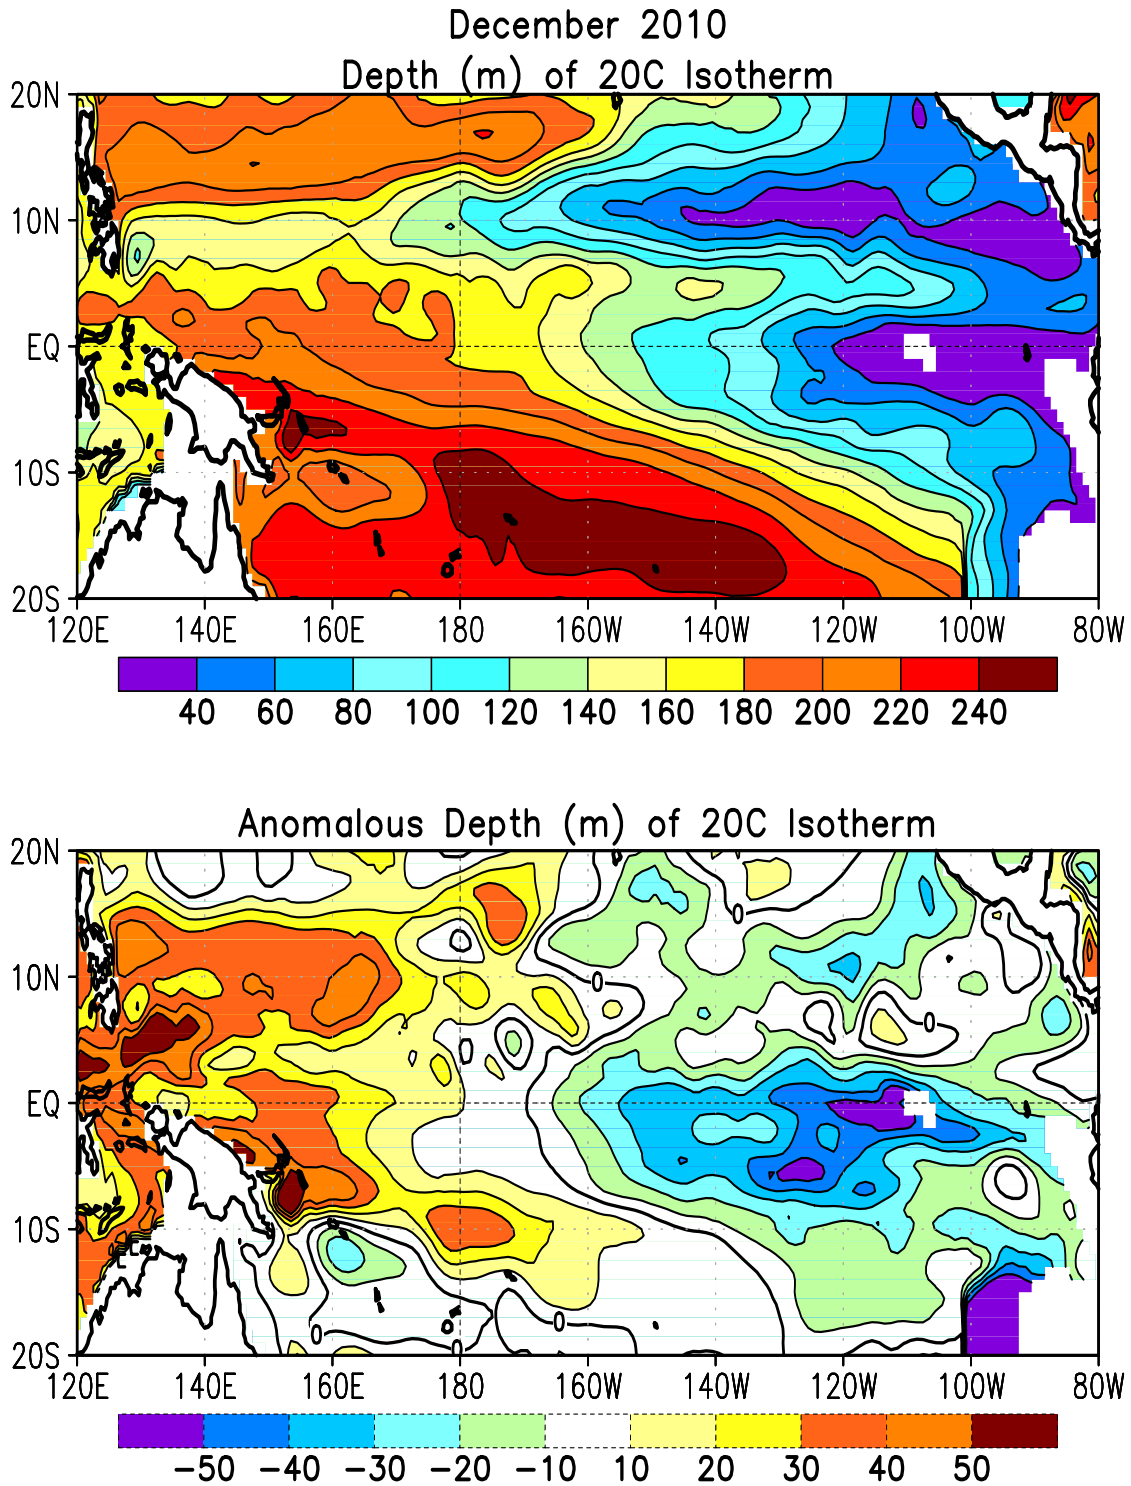 December 2010
Depth (m) of 20C Isotherm
20N
10N
EQ
10S
20S
120E 140E 160E 180 160W 140W 120W 100W 80W
40 60 80 100 120 140 160 180 200 220 240
Anomalous Depth (m) of 20C Isotherm
20N
0
10N
0
0
EQ
10S
0
0
0
20S
120E 140E 160E 180 160W 140W 120W 100W 80W
-50 -40 -30 -20 -10 10 20 30 40 50